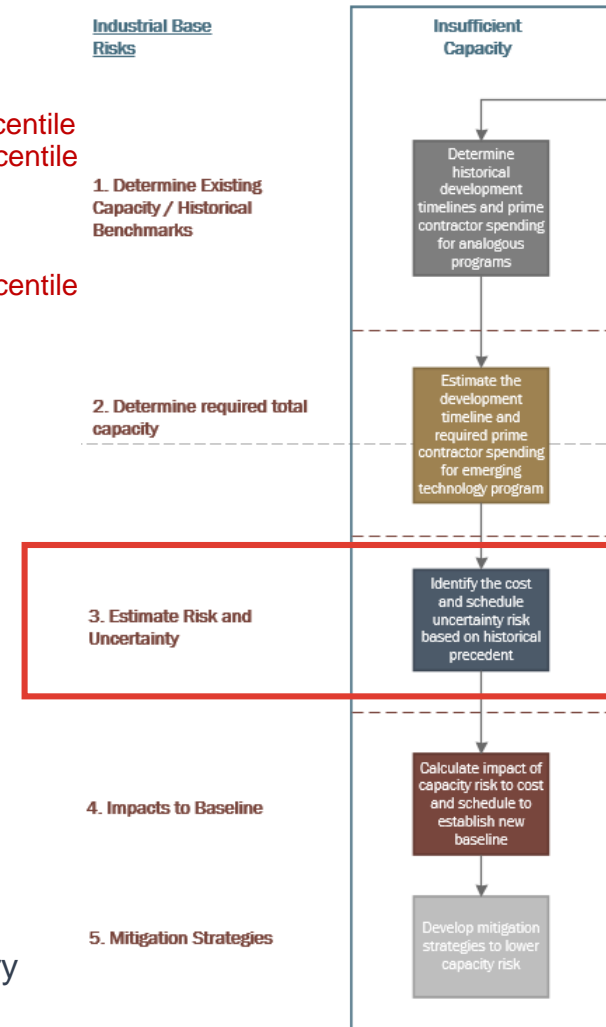 Industrial Base
Risks
Insufficient
Capacity
centile
centile
centile
1. Determine Existing
Capacity / Historical
Benchmarks
Determine
historical
development
timelines and prime
contractor spending
for analogous
programs
2. Determine required total
capacity
Estimate the
development
timeline and
required prime
contractor spending
for emerging
technology program
3. Estimate Risk and
Uncertainty
Identify the cost
and schedule
uncertainty risk
based on historical
precedent
4. Impacts to Baseline
Calculate impact of
capacity risk to cost
and schedule to
establish new
baseline
5. Mitigation Strategies
Develop mitigation
strategies to lower
capacity risk
y